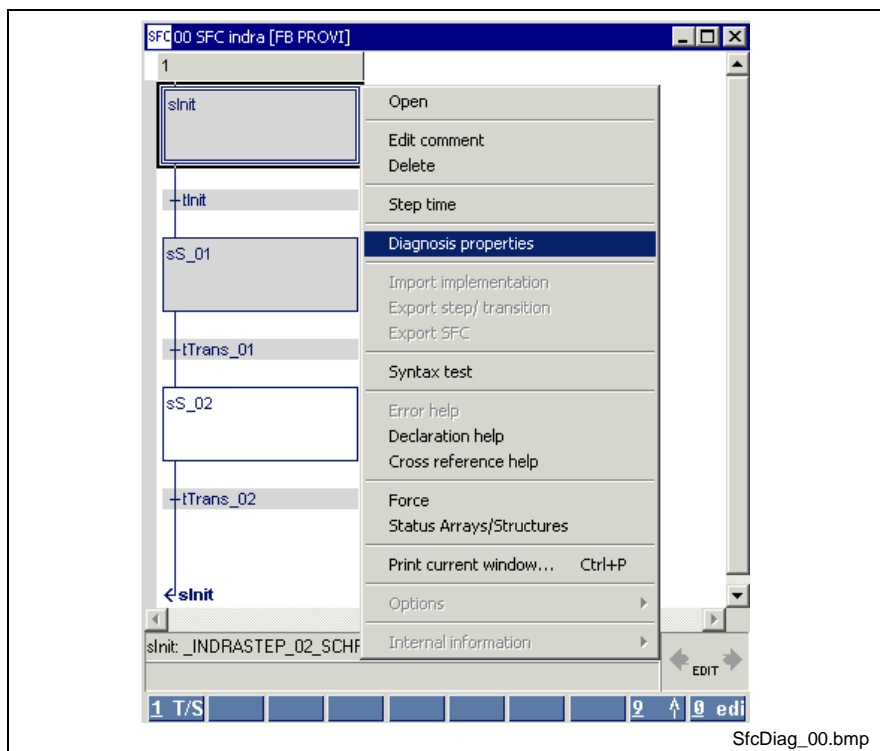 SFC 00 SFC indra [FB PROVI]
1
sInit
tInit
sS_01
tTrans_01
sS_02
tTrans_02
sInit
Open
Edit comment
Delete
Step time
Diagnosis properties
Import implementation
Export step/ transition
Export SFC
Syntax test
Error help
Declaration help
Cross reference help
Force
Status Arrays/Structures
Print current window... Ctrl+P
Options
Internal information
sInit: _INDRASTEP_02_SCHF
EDIT
1 T/S 9 ^ 0 edi
SfcDiag_00.bmp